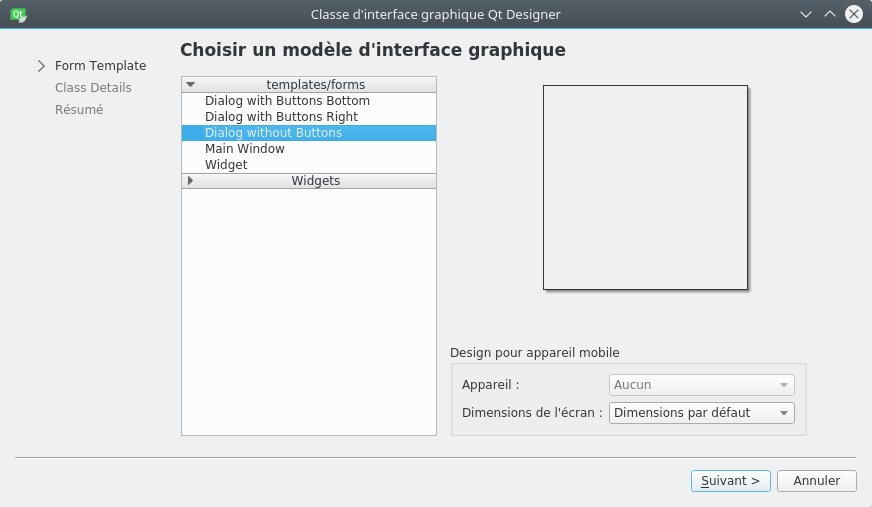 Qt
Classe d'interface graphique Qt Designer
Form Template
Class Details
Résumé
Choisir un modèle d'interface graphique
templates/forms
Dialog with Buttons Bottom
Dialog with Buttons Right
Dialog without Buttons
Main Window
Widget
Widgets
Design pour appareil mobile
Appareil : Aucun
Dimensions de l'écran : Dimensions par défaut
Suivant > Annuler